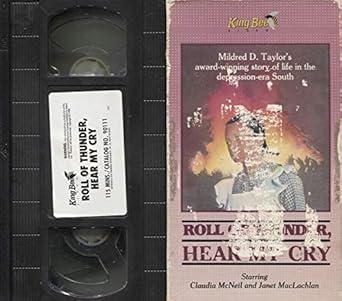 King Bee
ROLL OF THUNDER,
HEAR MY CRY
115 MINS./CATALOG NO. 90111
King Bee
VIDEO
Mildred D. Taylor's
award-winning story of life in the
depression-era South
ROLL OF THUNDER,
HEAR MY CRY
Starring
Claudia McNeil and Janet MacLachlan